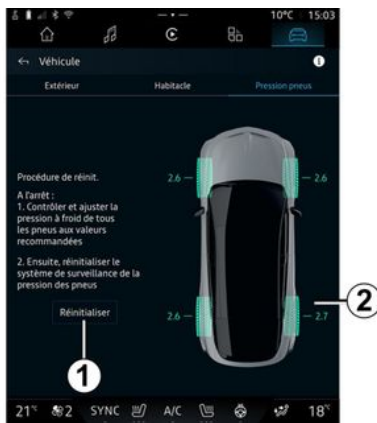 10°C 15:03
Véhicule
Extérieur Habitacle Pression pneus
2.6 2.6
Procédure de réinit.
A l'arrêt :
1. Contrôler et ajuster la
pression à froid de tous
les pneus aux valeurs
recommandées
2. Ensuite, réinitialiser le
système de surveillance de la
pression des pneus
Réinitialiser
2.6 2.7
2
1
21°c 2 SYNC A/C 18°c